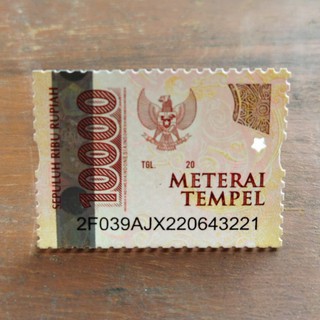 SEPULUH RIBU RUPIAH
10000
TGL. 20
METERAI
TEMPEL
2F039AJX220643221